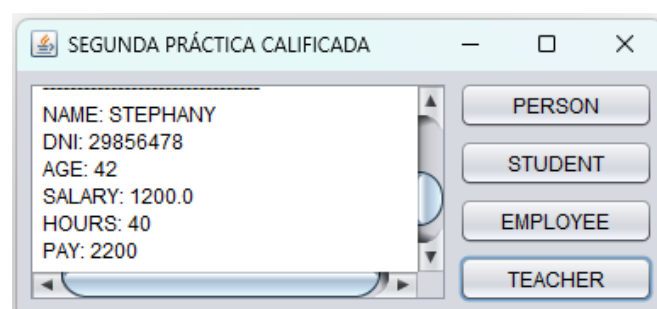 SEGUNDA PRÁCTICA CALIFICADA
--------------------------------
NAME: STEPHANY
DNI: 29856478
AGE: 42
SALARY: 1200.0
HOURS: 40
PAY: 2200
PERSON
STUDENT
EMPLOYEE
TEACHER